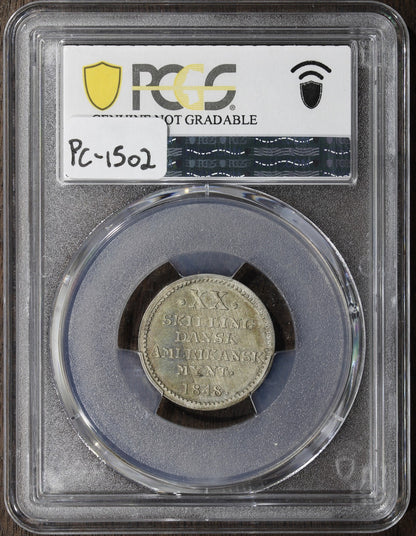 PCGS
GENUINE NOT GRADABLE
PC-1502
·XX·
SKILLING
DANSK
AMERIKANSK
MYNT.
1848